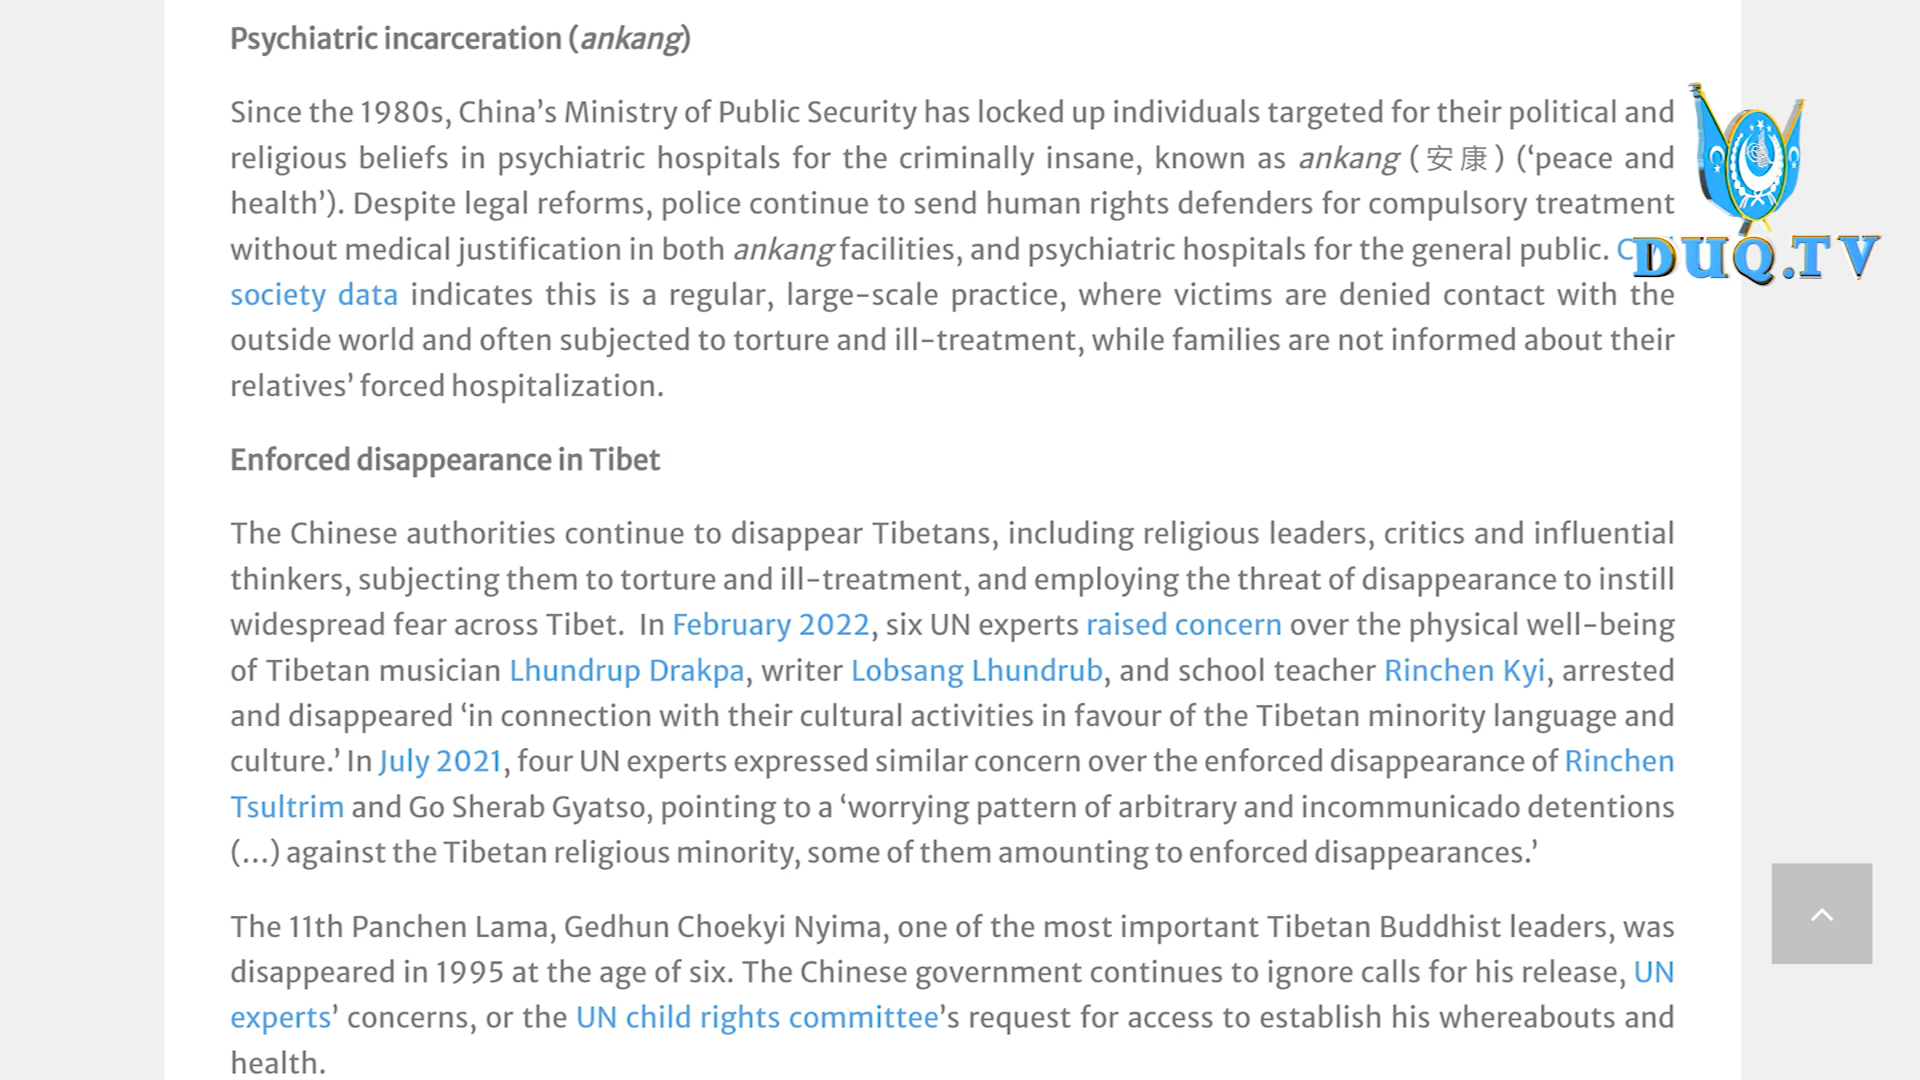 Psychiatric incarceration (ankang)
Since the 1980s, China’s Ministry of Public Security has locked up individuals targeted for their political and
religious beliefs in psychiatric hospitals for the criminally insane, known as ankang (安康) (‘peace and
health’). Despite legal reforms, police continue to send human rights defenders for compulsory treatment
without medical justification in both ankang facilities, and psychiatric hospitals for the general public.
DUQ.TV
society data indicates this is a regular, large-scale practice, where victims are denied contact with the
outside world and often subjected to torture and ill-treatment, while families are not informed about their
relatives’ forced hospitalization.
Enforced disappearance in Tibet
The Chinese authorities continue to disappear Tibetans, including religious leaders, critics and influential
thinkers, subjecting them to torture and ill-treatment, and employing the threat of disappearance to instill
widespread fear across Tibet. In February 2022, six UN experts raised concern over the physical well-being
of Tibetan musician Lhundrup Drakpa, writer Lobsang Lhundrub, and school teacher Rinchen Kyi, arrested
and disappeared ‘in connection with their cultural activities in favour of the Tibetan minority language and
culture.’ In July 2021, four UN experts expressed similar concern over the enforced disappearance of Rinchen
Tsultrim and Go Sherab Gyatso, pointing to a ‘worrying pattern of arbitrary and incommunicado detentions
(…) against the Tibetan religious minority, some of them amounting to enforced disappearances.’
The 11th Panchen Lama, Gedhun Choekyi Nyima, one of the most important Tibetan Buddhist leaders, was
disappeared in 1995 at the age of six. The Chinese government continues to ignore calls for his release, UN
experts’ concerns, or the UN child rights committee’s request for access to establish his whereabouts and
health.